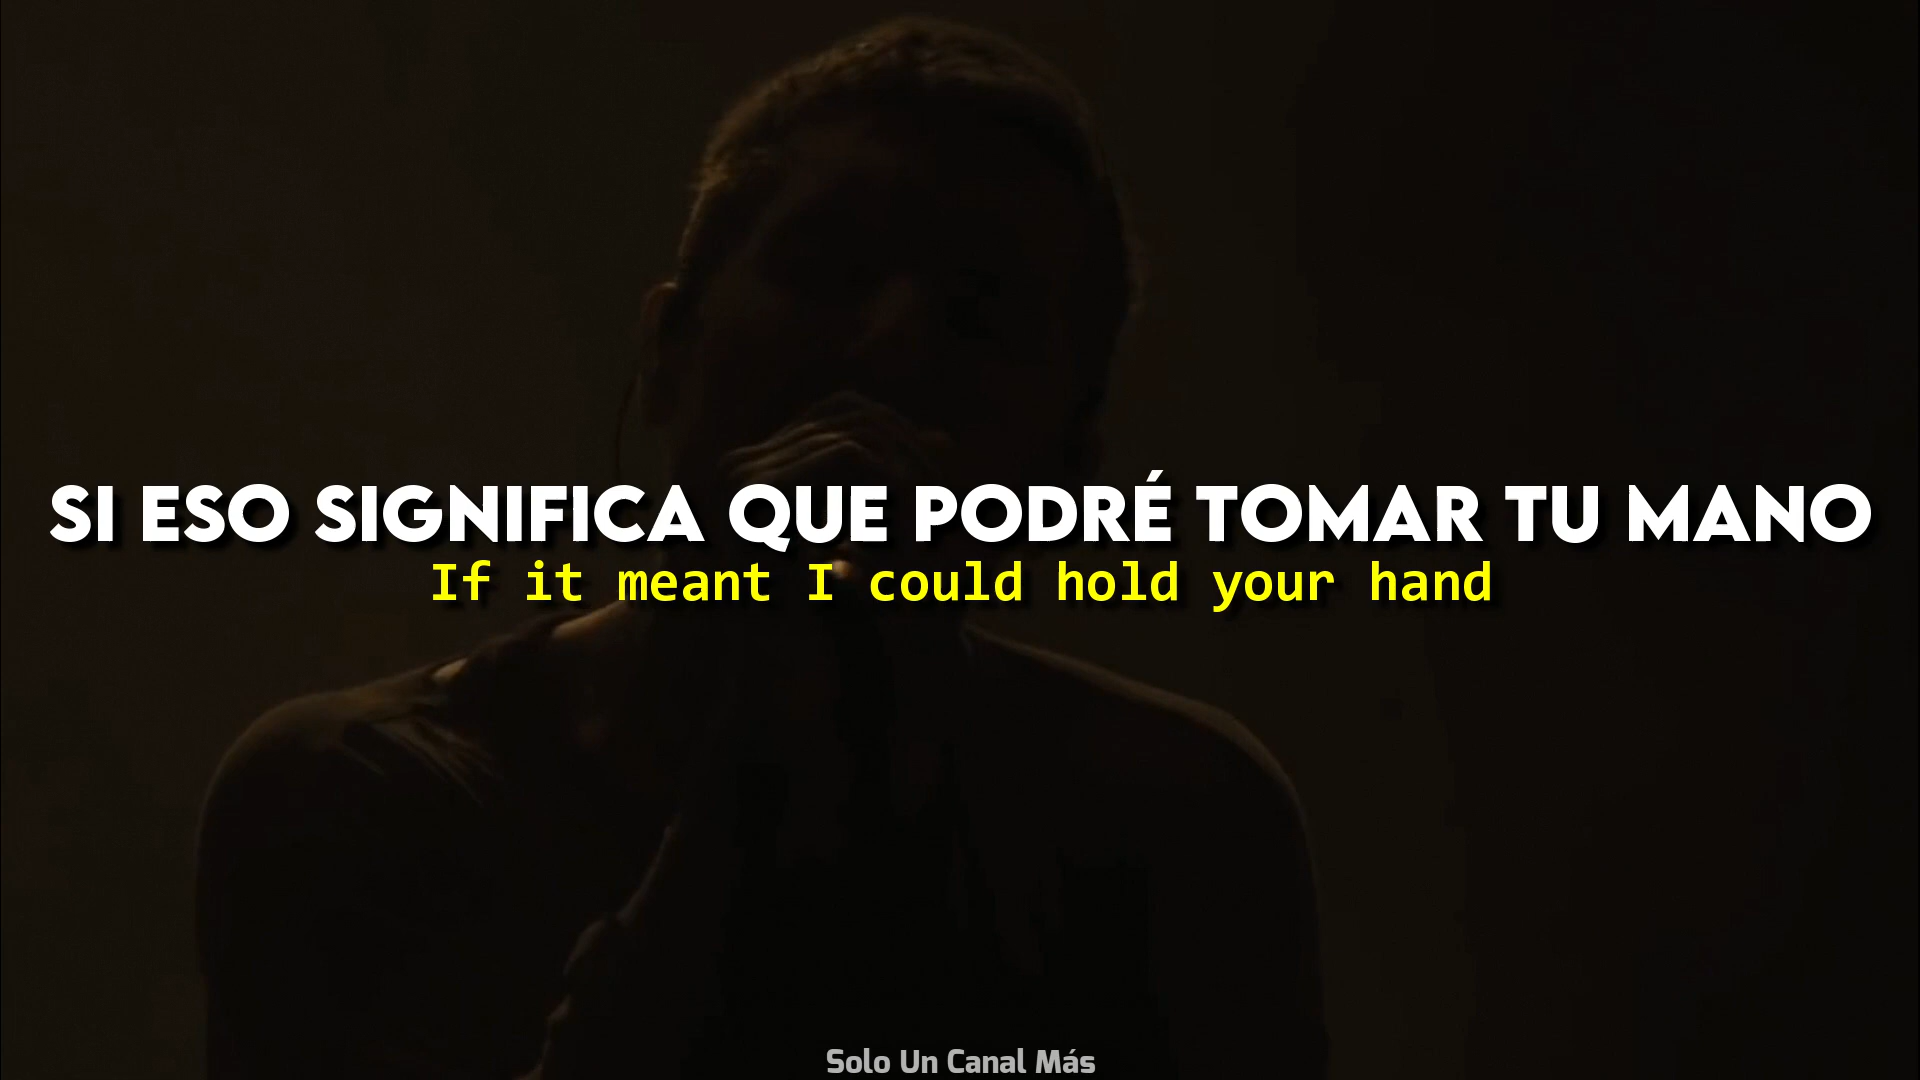 SI ESO SIGNIFICA QUE PODRÉ TOMAR TU MANO
If it meant I could hold your hand
Solo Un Canal Más